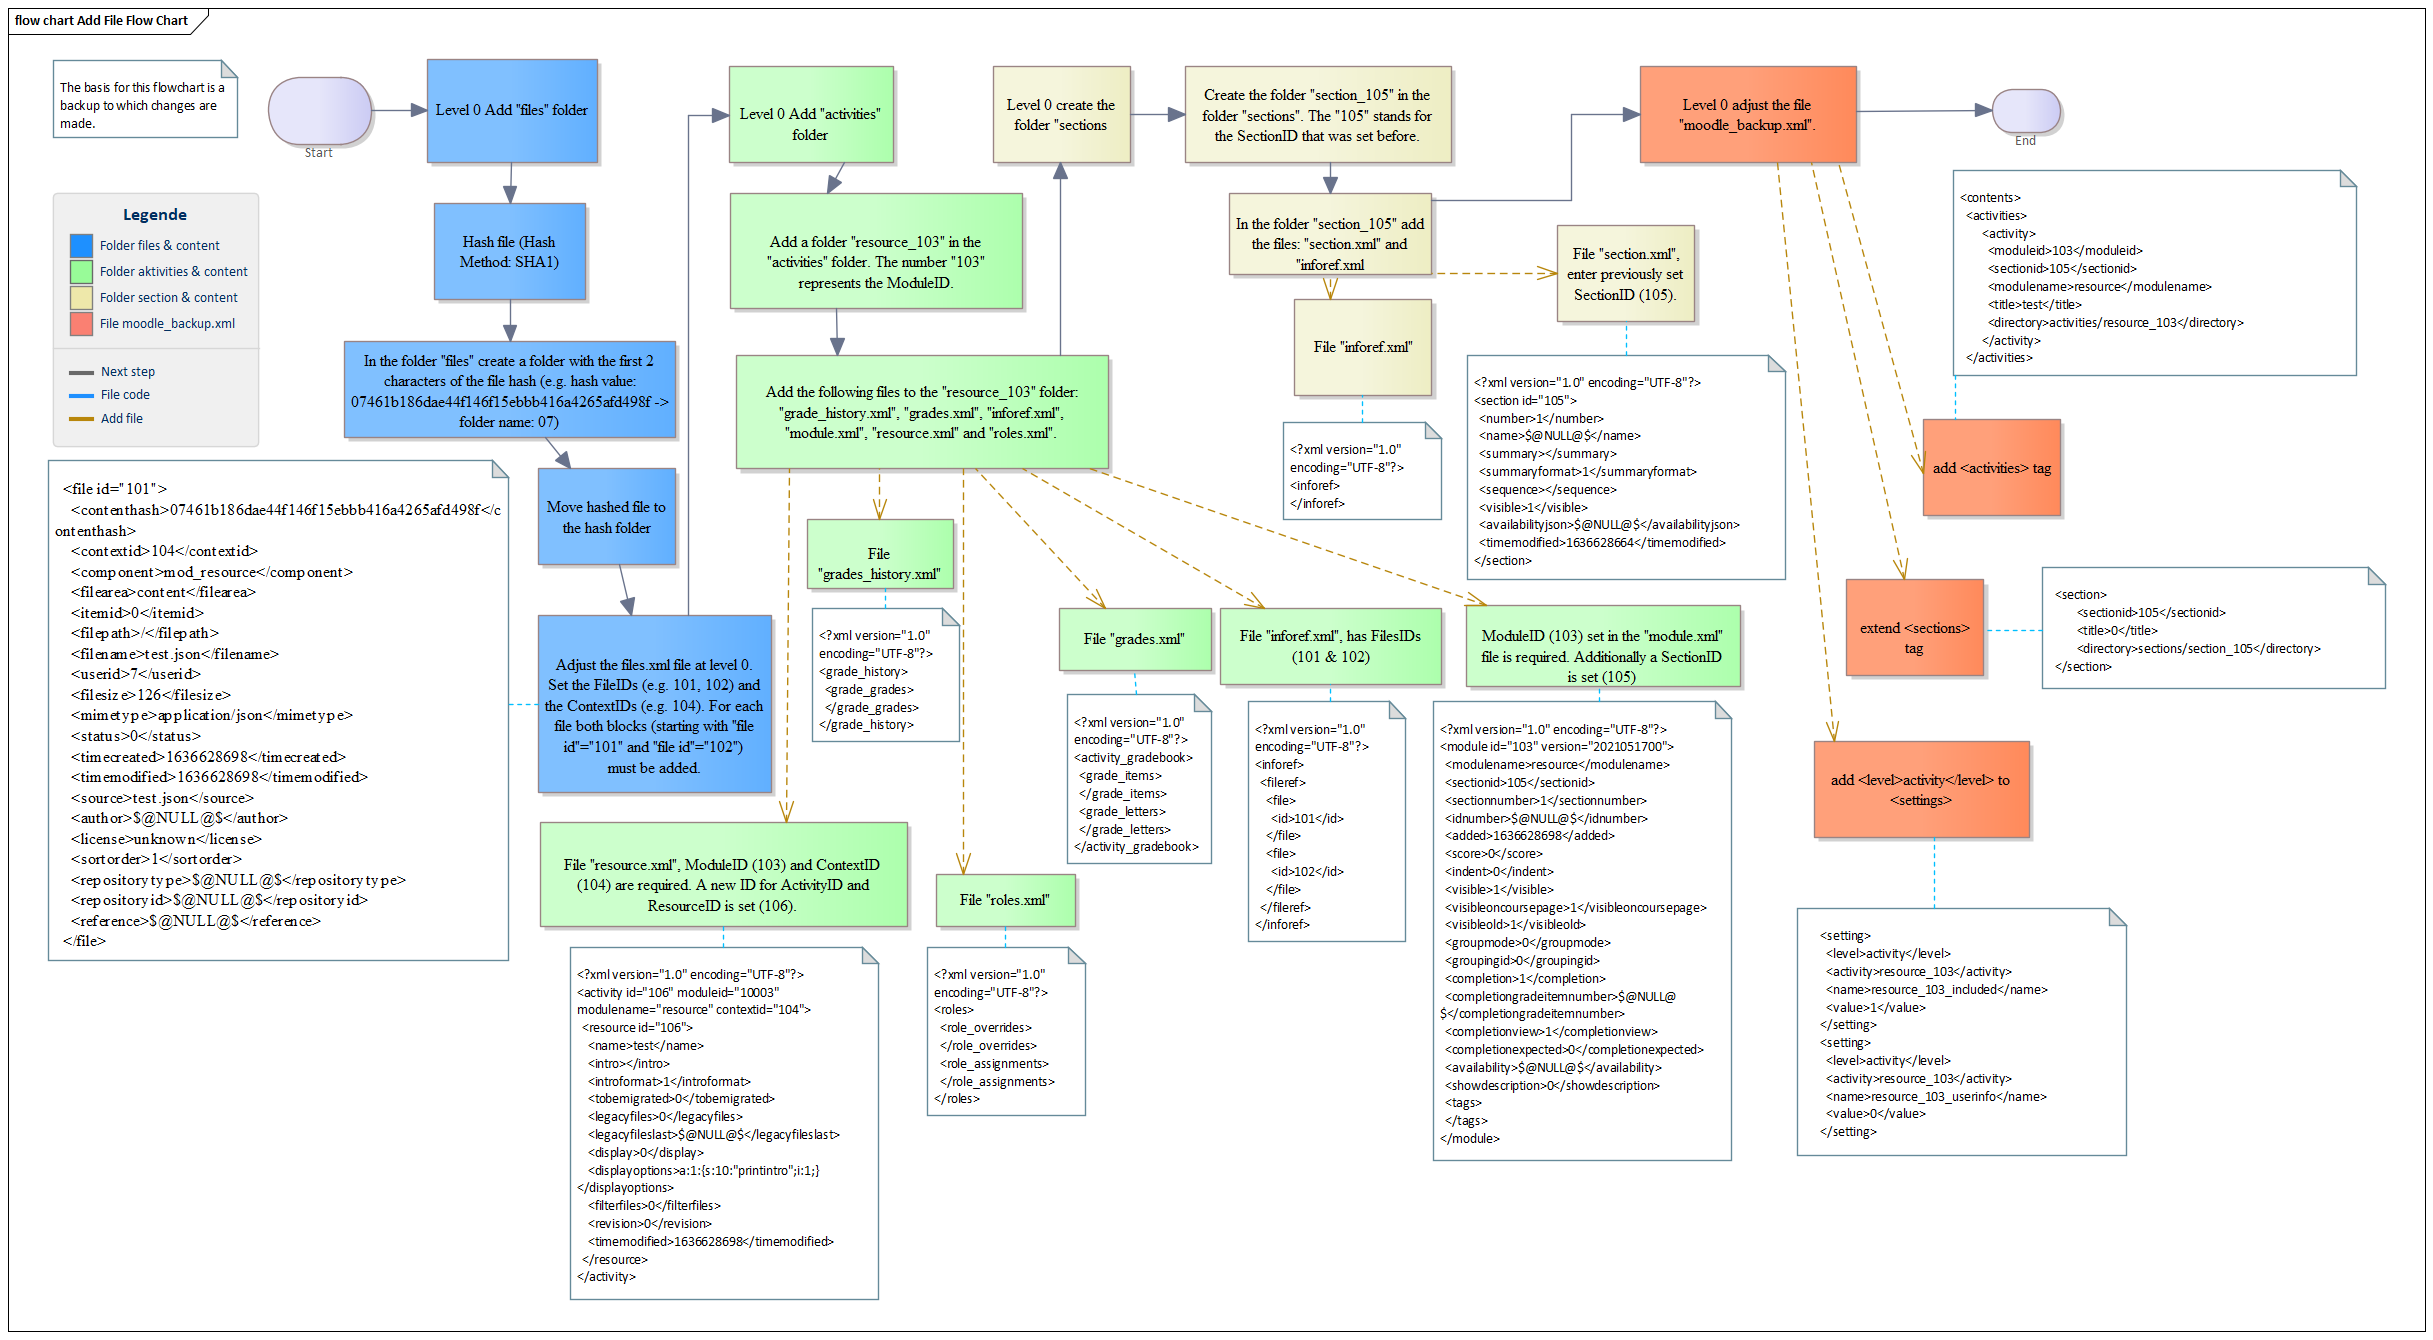 flow chart Add File Flow Chart
The basis for this flowchart is a
backup to which changes are
made.
Start
Level 0 Add "files" folder
Hash file (Hash
Method: SHA1)
In the folder "files" create a folder with the first 2
characters of the file hash (e.g. hash value:
07461b186dae44f146f15ebbb416a4265afd498f ->
folder name: 07)
Move hashed file to
the hash folder
Adjust the files.xml file at level 0.
Set the FileIDs (e.g. 101, 102) and
the ContextIDs (e.g. 104). For each
file both blocks (starting with "file
id"="101" and "file id"="102")
must be added.
Legende
Folder files & content
Folder aktivities & content
Folder section & content
File moodle_backup.xml
Next step
File code
Add file
<file id="101">
<contenthash>07461b186dae44f146f15ebbb416a4265afd498f</c
ontenthash>
<contextid>104</contextid>
<component>mod_resource</component>
<filearea>content</filearea>
<itemid>0</itemid>
<filepath>/</filepath>
<filename>test.json</filename>
<userid>7</userid>
<filesize>126</filesize>
<mimetype>application/json</mimetype>
<status>0</status>
<timecreated>1636628698</timecreated>
<timemodified>1636628698</timemodified>
<source>test.json</source>
<author>$@NULL@$</author>
<license>unknown</license>
<sortorder>1</sortorder>
<repositorytype>$@NULL@$</repositorytype>
<repositoryid>$@NULL@$</repositoryid>
<reference>$@NULL@$</reference>
</file>
Level 0 Add "activities"
folder
Add a folder "resource_103" in the
"activities" folder. The number "103"
represents the ModuleID.
Add the following files to the "resource_103" folder:
"grade_history.xml", "grades.xml", "inforef.xml",
"module.xml", "resource.xml" and "roles.xml".
File
"grades_history.xml"
<?xml version="1.0"
encoding="UTF-8"?>
<grade_history>
<grade_grades>
</grade_grades>
</grade_history>
File "resource.xml", ModuleID (103) and ContextID
(104) are required. A new ID for ActivityID and
ResourceID is set (106).
<?xml version="1.0" encoding="UTF-8"?>
<activity id="106" moduleid="10003"
modulename="resource" contextid="104">
<resource id="106">
<name>test</name>
<intro></intro>
<introformat>1</introformat>
<tobemigrated>0</tobemigrated>
<legacyfiles>0</legacyfiles>
<legacyfileslast>$@NULL@$</legacyfileslast>
<display>0</display>
<displayoptions>a:1:{s:10:"printintro";i:1;}
</displayoptions>
<filterfiles>0</filterfiles>
<revision>0</revision>
<timemodified>1636628698</timemodified>
</resource>
</activity>
File "roles.xml"
<?xml version="1.0"
encoding="UTF-8"?>
<roles>
<role_overrides>
</role_overrides>
<role_assignments>
</role_assignments>
</roles>
File "grades.xml"
<?xml version="1.0"
encoding="UTF-8"?>
<activity_gradebook>
<grade_items>
</grade_items>
<grade_letters>
</grade_letters>
</activity_gradebook>
File "inforef.xml", has FilesIDs
(101 & 102)
<?xml version="1.0"
encoding="UTF-8"?>
<inforef>
<fileref>
<file>
<id>101</id>
</file>
<file>
<id>102</id>
</file>
</fileref>
</inforef>
ModuleID (103) set in the "module.xml"
file is required. Additionally a SectionID
is set (105)
<?xml version="1.0" encoding="UTF-8"?>
<module id="103" version="2021051700">
<modulename>resource</modulename>
<sectionid>105</sectionid>
<sectionnumber>1</sectionnumber>
<idnumber>$@NULL@$</idnumber>
<added>1636628698</added>
<score>0</score>
<indent>0</indent>
<visible>1</visible>
<visibleoncoursepage>1</visibleoncoursepage>
<visibleold>1</visibleold>
<groupmode>0</groupmode>
<groupingid>0</groupingid>
<completion>1</completion>
<completiongradeitemnumber>$@NULL@
$</completiongradeitemnumber>
<completionview>1</completionview>
<completionexpected>0</completionexpected>
<availability>$@NULL@$</availability>
<showdescription>0</showdescription>
<tags>
</tags>
</module>
Level 0 create the
folder "sections
Create the folder "section_105" in the
folder "sections". The "105" stands for
the SectionID that was set before.
In the folder "section_105" add
the files: "section.xml" and
"inforef.xml
File "inforef.xml"
<?xml version="1.0"
encoding="UTF-8"?>
<inforef>
</inforef>
File "section.xml",
enter previously set
SectionID (105).
<?xml version="1.0" encoding="UTF-8"?>
<section id="105">
<number>1</number>
<name>$@NULL@$</name>
<summary></summary>
<summaryformat>1</summaryformat>
<sequence></sequence>
<visible>1</visible>
<availabilityjson>$@NULL@$</availabilityjson>
<timemodified>1636628664</timemodified>
</section>
Level 0 adjust the file
"moodle_backup.xml".
End
<contents>
<activities>
<activity>
<moduleid>103</moduleid>
<sectionid>105</sectionid>
<modulename>resource</modulename>
<title>test</title>
<directory>activities/resource_103</directory>
</activity>
</activities>
add <activities> tag
extend <sections>
tag
<section>
<sectionid>105</sectionid>
<title>0</title>
<directory>sections/section_105</directory>
</section>
add <level>activity</level> to
<settings>
<setting>
<level>activity</level>
<activity>resource_103</activity>
<name>resource_103_included</name>
<value>1</value>
</setting>
<setting>
<level>activity</level>
<activity>resource_103</activity>
<name>resource_103_userinfo</name>
<value>0</value>
</setting>